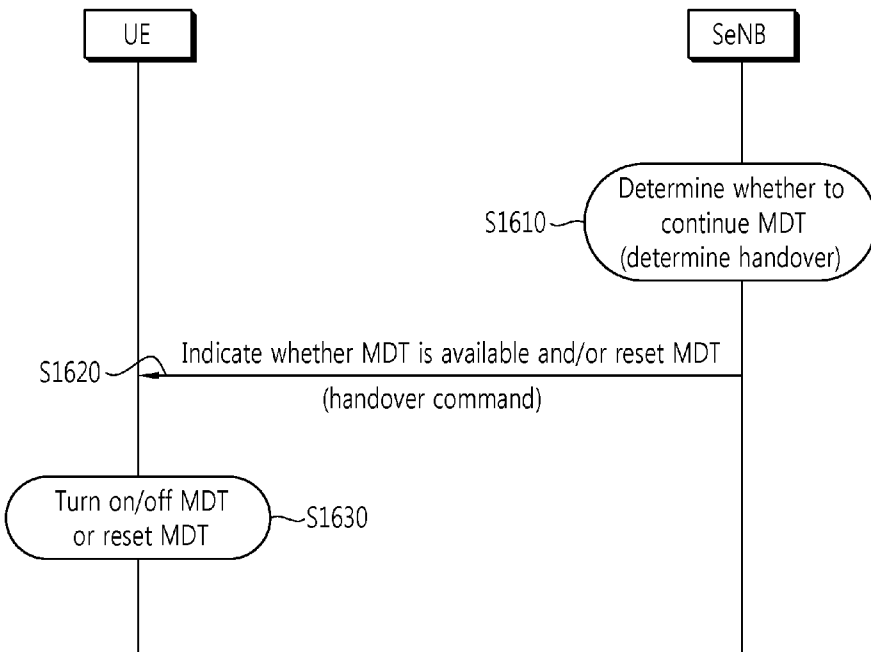 UE
SeNB
Determine whether to
continue MDT
(determine handover)
S1610
Indicate whether MDT is available and/or reset MDT
S1620
(handover command)
Turn on/off MDT
or reset MDT
S1630